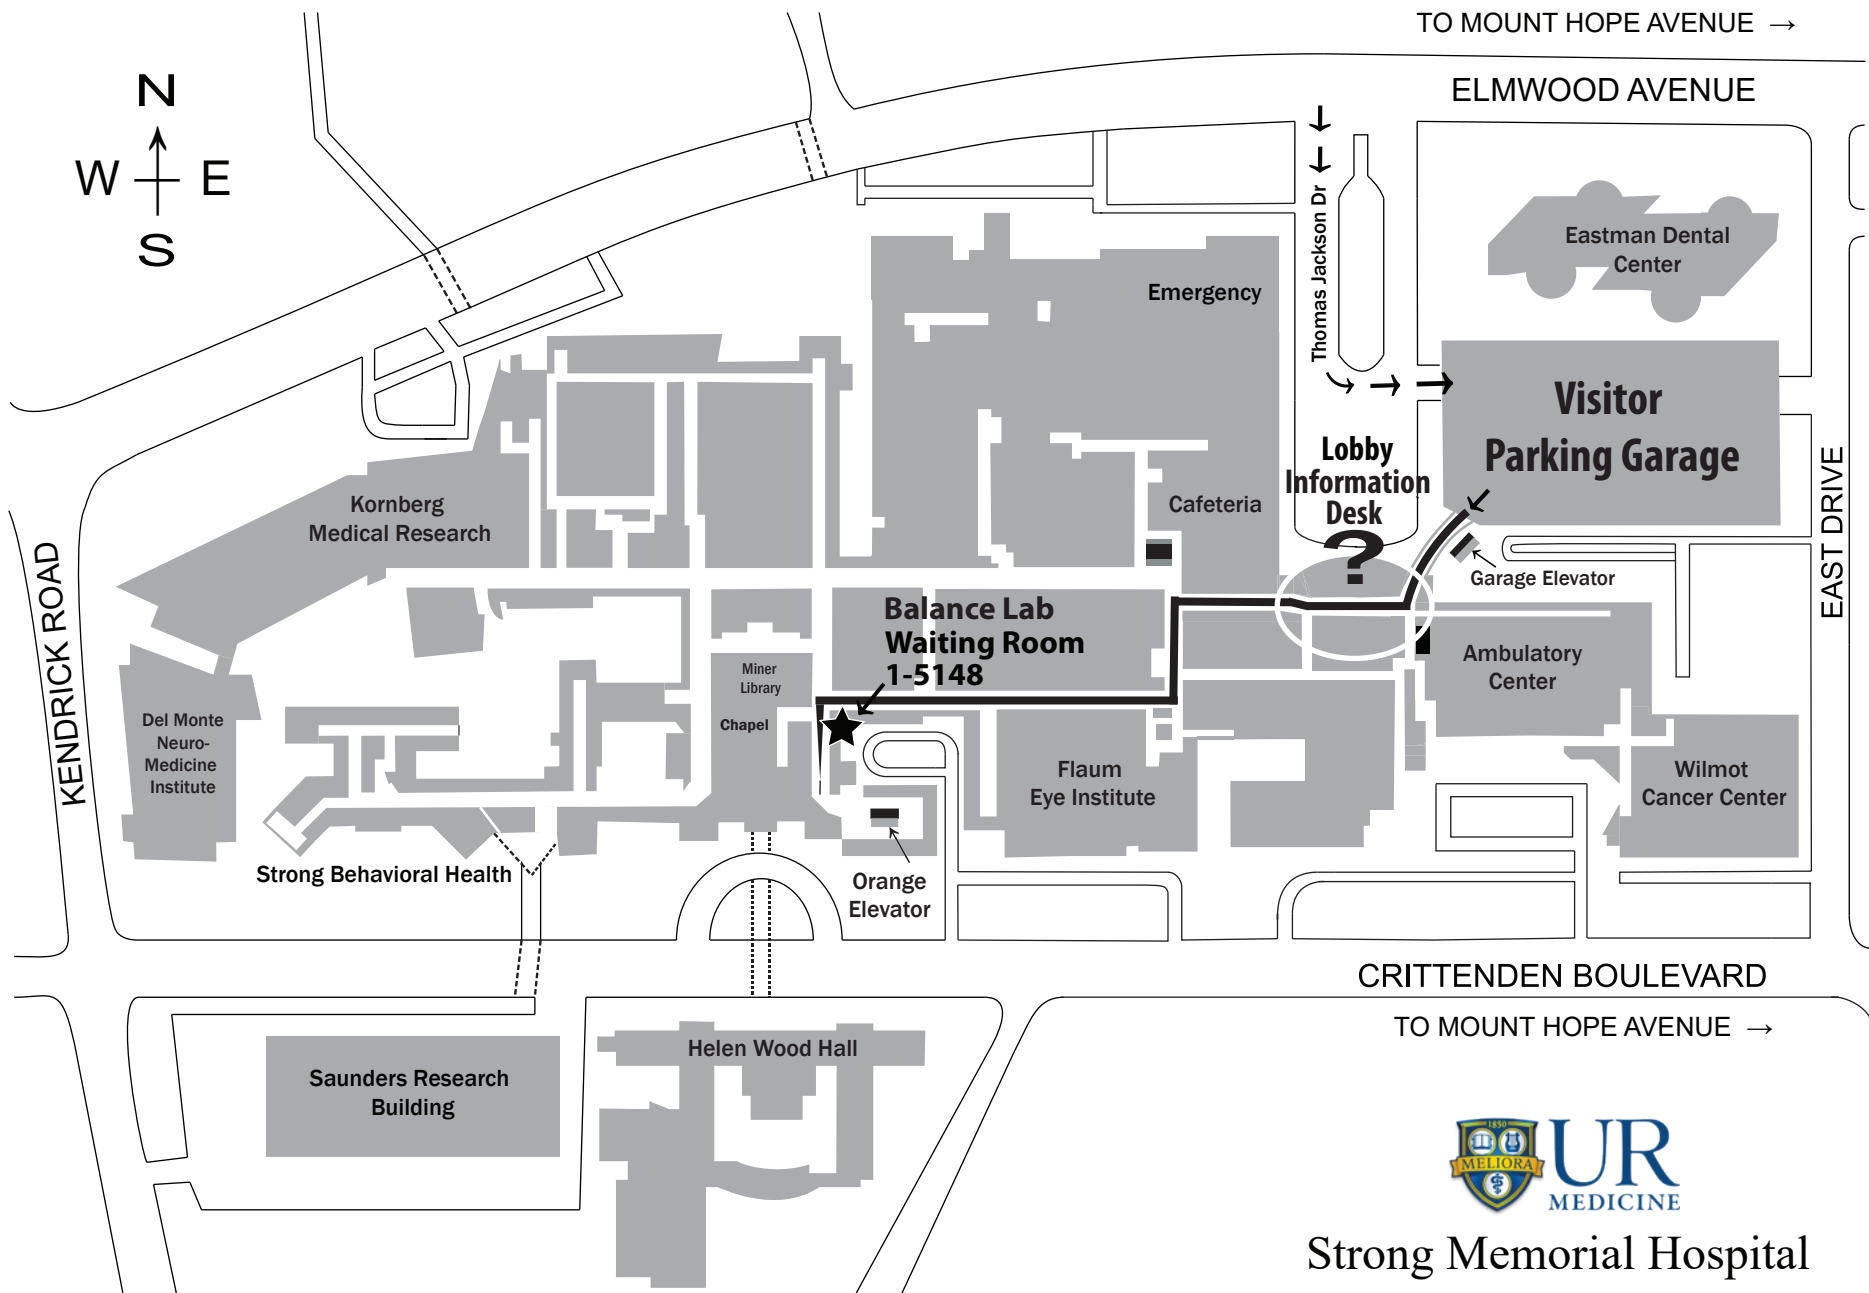 TO MOUNT HOPE AVENUE →
ELMWOOD AVENUE
N
W E
S
Thomas Jackson Dr
Eastman Dental
Center
Emergency
Visitor
Parking Garage
Lobby
Information
Desk
?
Kornberg
Medical Research
Cafeteria
Garage Elevator
EAST DRIVE
KENDRICK ROAD
Balance Lab
Waiting Room
1-5148
Miner
Library
Chapel
Ambulatory
Center
Del Monte
Neuro-
Medicine
Institute
Flaum
Eye Institute
Wilmot
Cancer Center
Strong Behavioral Health
Orange
Elevator
CRITTENDEN BOULEVARD
TO MOUNT HOPE AVENUE →
Helen Wood Hall
Saunders Research
Building
1850
MELIORA
UR
MEDICINE
Strong Memorial Hospital